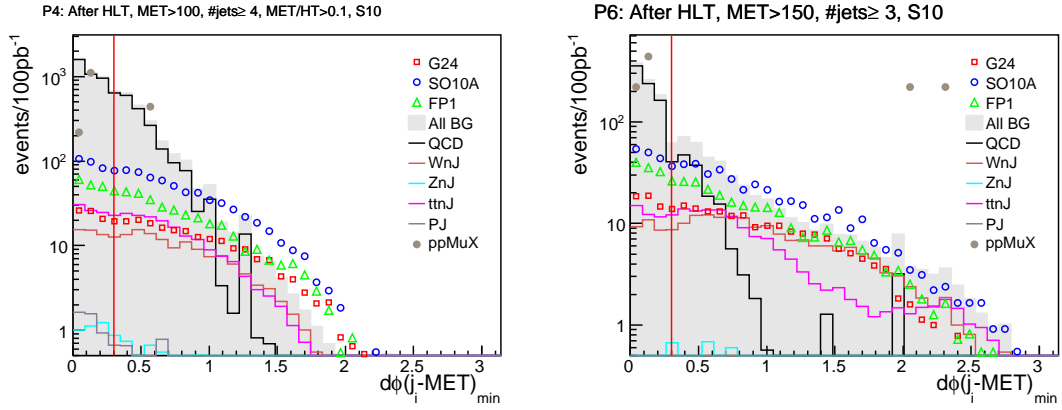 P4: After HLT, MET>100, #jets≥ 4, MET/HT>0.1, S10
events/100pb⁻¹
10³
10²
10
1
0
0.5
1
1.5
2
2.5
3
dϕ(jᵢ-MET)min
G24
SO10A
FP1
All BG
QCD
WnJ
ZnJ
ttnJ
PJ
ppMuX
P6: After HLT, MET>150, #jets≥ 3, S10
events/100pb⁻¹
10²
10
1
0
0.5
1
1.5
2
2.5
3
dϕ(jᵢ-MET)min
G24
SO10A
FP1
All BG
QCD
WnJ
ZnJ
ttnJ
PJ
ppMuX